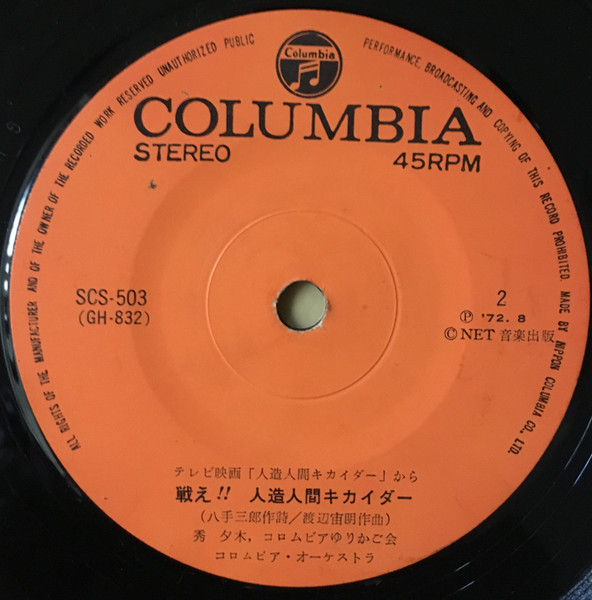 ALL RIGHTS OF THE MANUFACTURER AND OF THE OWNER OF THE RECORDED WORK RESERVED UNAUTHORIZED PUBLIC PERFORMANCE, BROADCASTING AND COPYING OF THIS RECORD PROHIBITED. MADE BY NIPPON COLUMBIA CO., LTD.
Columbia
COLUMBIA
STEREO
45RPM
SCS-503
(GH-832)
2
Ⓟ '72. 8
©NET音楽出版
テレビ映画「人造人間キカイダー」から
戦え!! 人造人間キカイダー
(八手三郎作詩/渡辺宙明作曲)
秀 夕木, コロムビアゆりかご会
コロムビア・オーケストラ